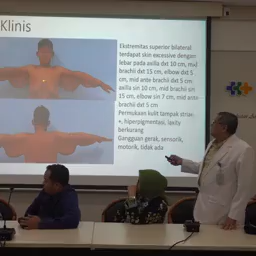 Klinis
Ekstremitas superior bilateral
terdapat skin excessive dengan
lebar pada axilla dxt 10 cm, mid
brachii dxt 15 cm, elbow dxt 5
cm, mid ante brachii dxt 5 cm:
axilla sin 10 cm, mid brachii sin
15 cm, elbow sin 7 cm, mid ante
brachii dxt 5 cm
Permukaan kulit tampak striae
+, hiperpigmentasi, lipaty
berkurang
Gangguan gerak, sensorik,
motorik, tidak ada